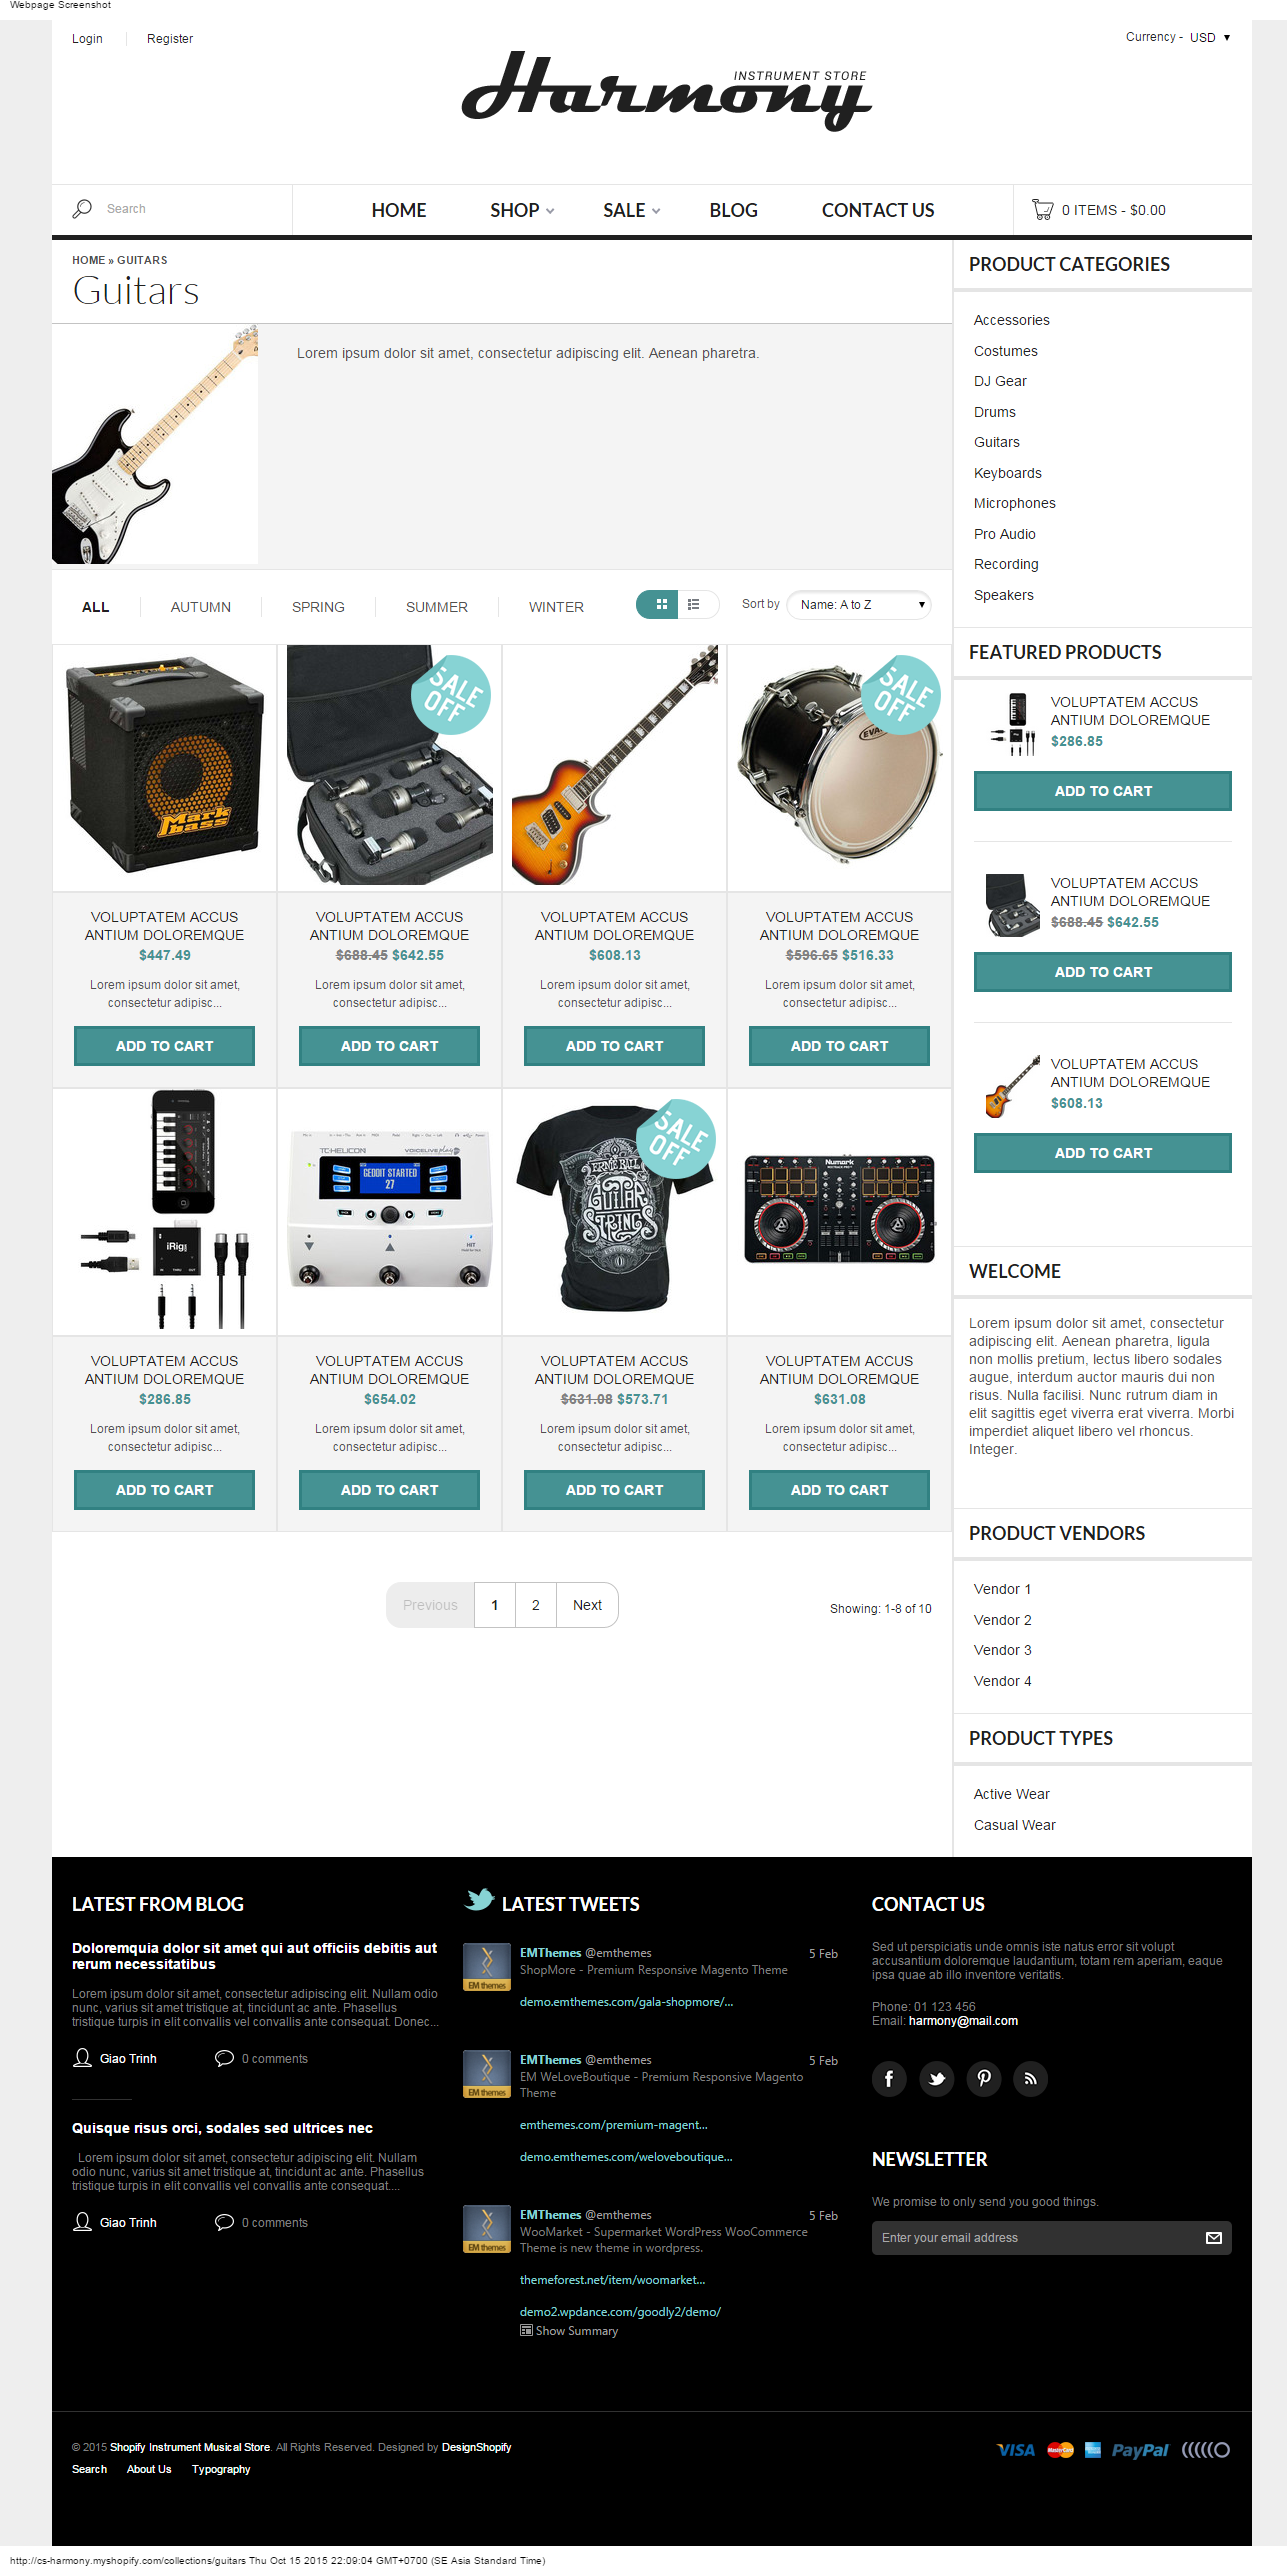 Webpage Screenshot
Login
Register
Currency - USD
INSTRUMENT STORE
Harmony
Search
HOME
SHOP
SALE
BLOG
CONTACT US
0 ITEMS - $0.00
HOME » GUITARS
Guitars
Lorem ipsum dolor sit amet, consectetur adipiscing elit. Aenean pharetra.
ALL
AUTUMN
SPRING
SUMMER
WINTER
Sort by
Name: A to Z
SALE OFF
SALE OFF
Mark bass
EVANS
VOLUPTATEM ACCUS
ANTIUM DOLOREMQUE
$447.49
Lorem ipsum dolor sit amet,
consectetur adipisc...
ADD TO CART
VOLUPTATEM ACCUS
ANTIUM DOLOREMQUE
$688.45 $642.55
Lorem ipsum dolor sit amet,
consectetur adipisc...
ADD TO CART
VOLUPTATEM ACCUS
ANTIUM DOLOREMQUE
$608.13
Lorem ipsum dolor sit amet,
consectetur adipisc...
ADD TO CART
VOLUPTATEM ACCUS
ANTIUM DOLOREMQUE
$596.65 $516.33
Lorem ipsum dolor sit amet,
consectetur adipisc...
ADD TO CART
iRig
TC·HELICON
VOICELIVE play
GEDDIT STARTED
27
HIT
SALE OFF
ERNIE BALL
GUITAR
STRINGS
Numark
VOLUPTATEM ACCUS
ANTIUM DOLOREMQUE
$286.85
Lorem ipsum dolor sit amet,
consectetur adipisc...
ADD TO CART
VOLUPTATEM ACCUS
ANTIUM DOLOREMQUE
$654.02
Lorem ipsum dolor sit amet,
consectetur adipisc...
ADD TO CART
VOLUPTATEM ACCUS
ANTIUM DOLOREMQUE
$631.08 $573.71
Lorem ipsum dolor sit amet,
consectetur adipisc...
ADD TO CART
VOLUPTATEM ACCUS
ANTIUM DOLOREMQUE
$631.08
Lorem ipsum dolor sit amet,
consectetur adipisc...
ADD TO CART
Previous
1
2
Next
Showing: 1-8 of 10
PRODUCT CATEGORIES
Accessories
Costumes
DJ Gear
Drums
Guitars
Keyboards
Microphones
Pro Audio
Recording
Speakers
FEATURED PRODUCTS
VOLUPTATEM ACCUS
ANTIUM DOLOREMQUE
$286.85
ADD TO CART
VOLUPTATEM ACCUS
ANTIUM DOLOREMQUE
$688.45 $642.55
ADD TO CART
VOLUPTATEM ACCUS
ANTIUM DOLOREMQUE
$608.13
ADD TO CART
WELCOME
Lorem ipsum dolor sit amet, consectetur
adipiscing elit. Aenean pharetra, ligula
non mollis pretium, lectus libero sodales
augue, interdum auctor mauris dui non
risus. Nulla facilisi. Nunc rutrum diam in
elit sagittis eget viverra erat viverra. Morbi
imperdiet aliquet libero vel rhoncus.
Integer.
PRODUCT VENDORS
Vendor 1
Vendor 2
Vendor 3
Vendor 4
PRODUCT TYPES
Active Wear
Casual Wear
LATEST FROM BLOG
Doloremquia dolor sit amet qui aut officiis debitis aut
rerum necessitatibus
Lorem ipsum dolor sit amet, consectetur adipiscing elit. Nullam odio
nunc, varius sit amet tristique at, tincidunt ac ante. Phasellus
tristique turpis in elit convallis vel convallis ante consequat. Donec...
Giao Trinh
0 comments
Quisque risus orci, sodales sed ultrices nec
Lorem ipsum dolor sit amet, consectetur adipiscing elit. Nullam
odio nunc, varius sit amet tristique at, tincidunt ac ante. Phasellus
tristique turpis in elit convallis vel convallis ante consequat....
Giao Trinh
0 comments
LATEST TWEETS
EM themes
EMThemes @emthemes
5 Feb
ShopMore - Premium Responsive Magento Theme
demo.emthemes.com/gala-shopmore/...
EM themes
EMThemes @emthemes
5 Feb
EM WeLoveBoutique - Premium Responsive Magento
Theme
emthemes.com/premium-magent...
demo.emthemes.com/weloveboutique...
EM themes
EMThemes @emthemes
5 Feb
WooMarket - Supermarket WordPress WooCommerce
Theme is new theme in wordpress.
themeforest.net/item/woomarket...
demo2.wpdance.com/goodly2/demo/
Show Summary
CONTACT US
Sed ut perspiciatis unde omnis iste natus error sit volupt
accusantium doloremque laudantium, totam rem aperiam, eaque
ipsa quae ab illo inventore veritatis.
Phone: 01 123 456
Email: harmony@mail.com
NEWSLETTER
We promise to only send you good things.
Enter your email address
© 2015 Shopify Instrument Musical Store. All Rights Reserved. Designed by DesignShopify
Search
About Us
Typography
VISA
MasterCard
PayPal
http://cs-harmony.myshopify.com/collections/guitars Thu Oct 15 2015 22:09:04 GMT+0700 (SE Asia Standard Time)